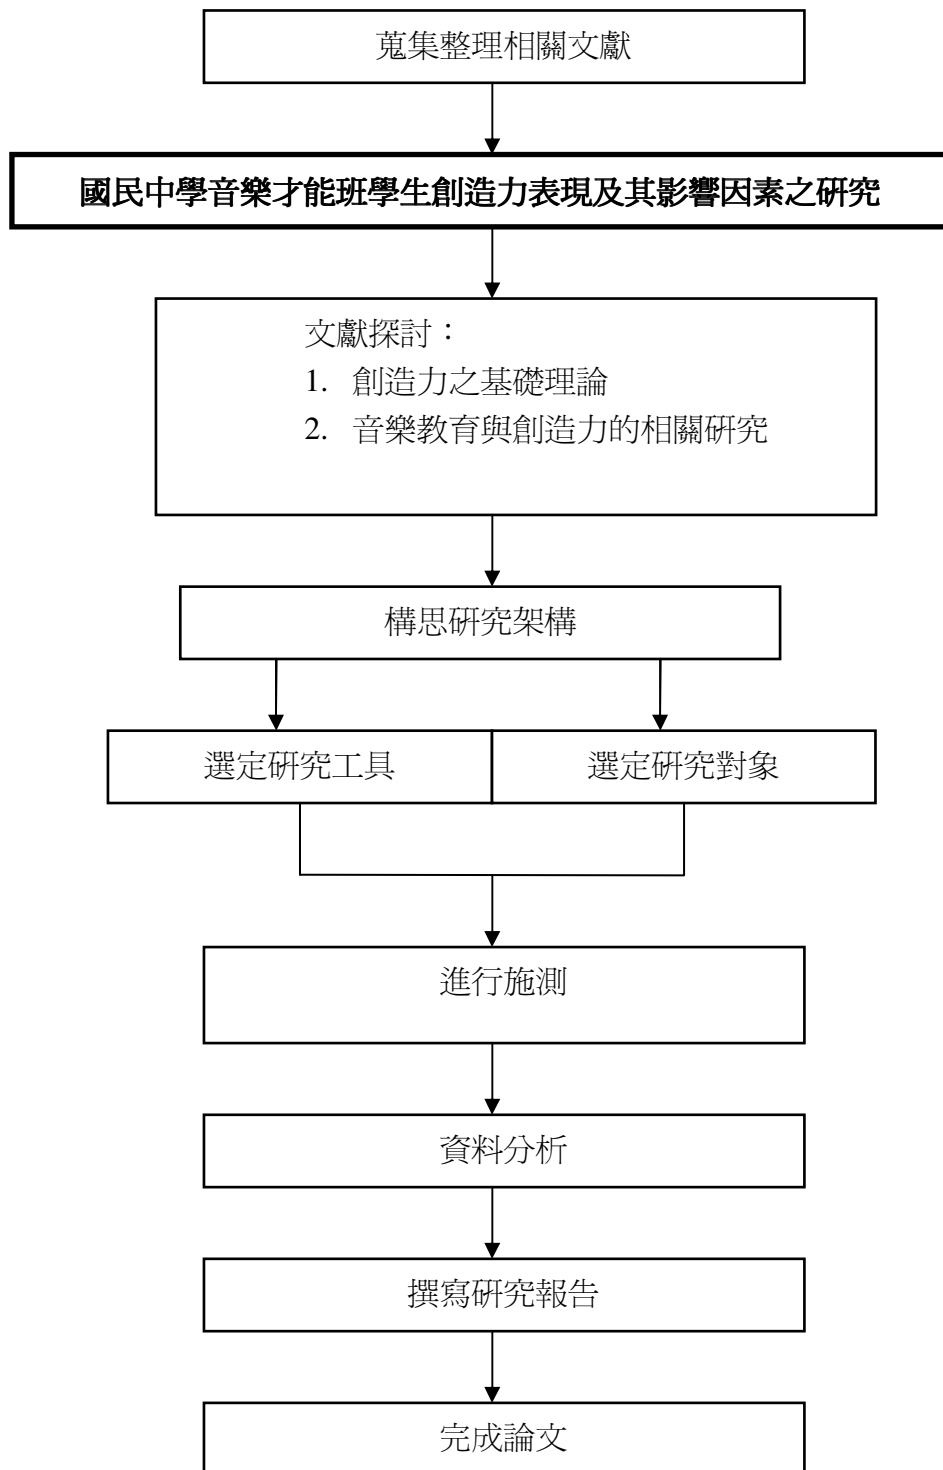 蒐集整理相關文獻
國民中學音樂才能班學生創造力表現及其影響因素之研究
文獻探討：
1. 創造力之基礎理論
2. 音樂教育與創造力的相關研究
構思研究架構
選定研究工具
選定研究對象
進行施測
資料分析
撰寫研究報告
完成論文